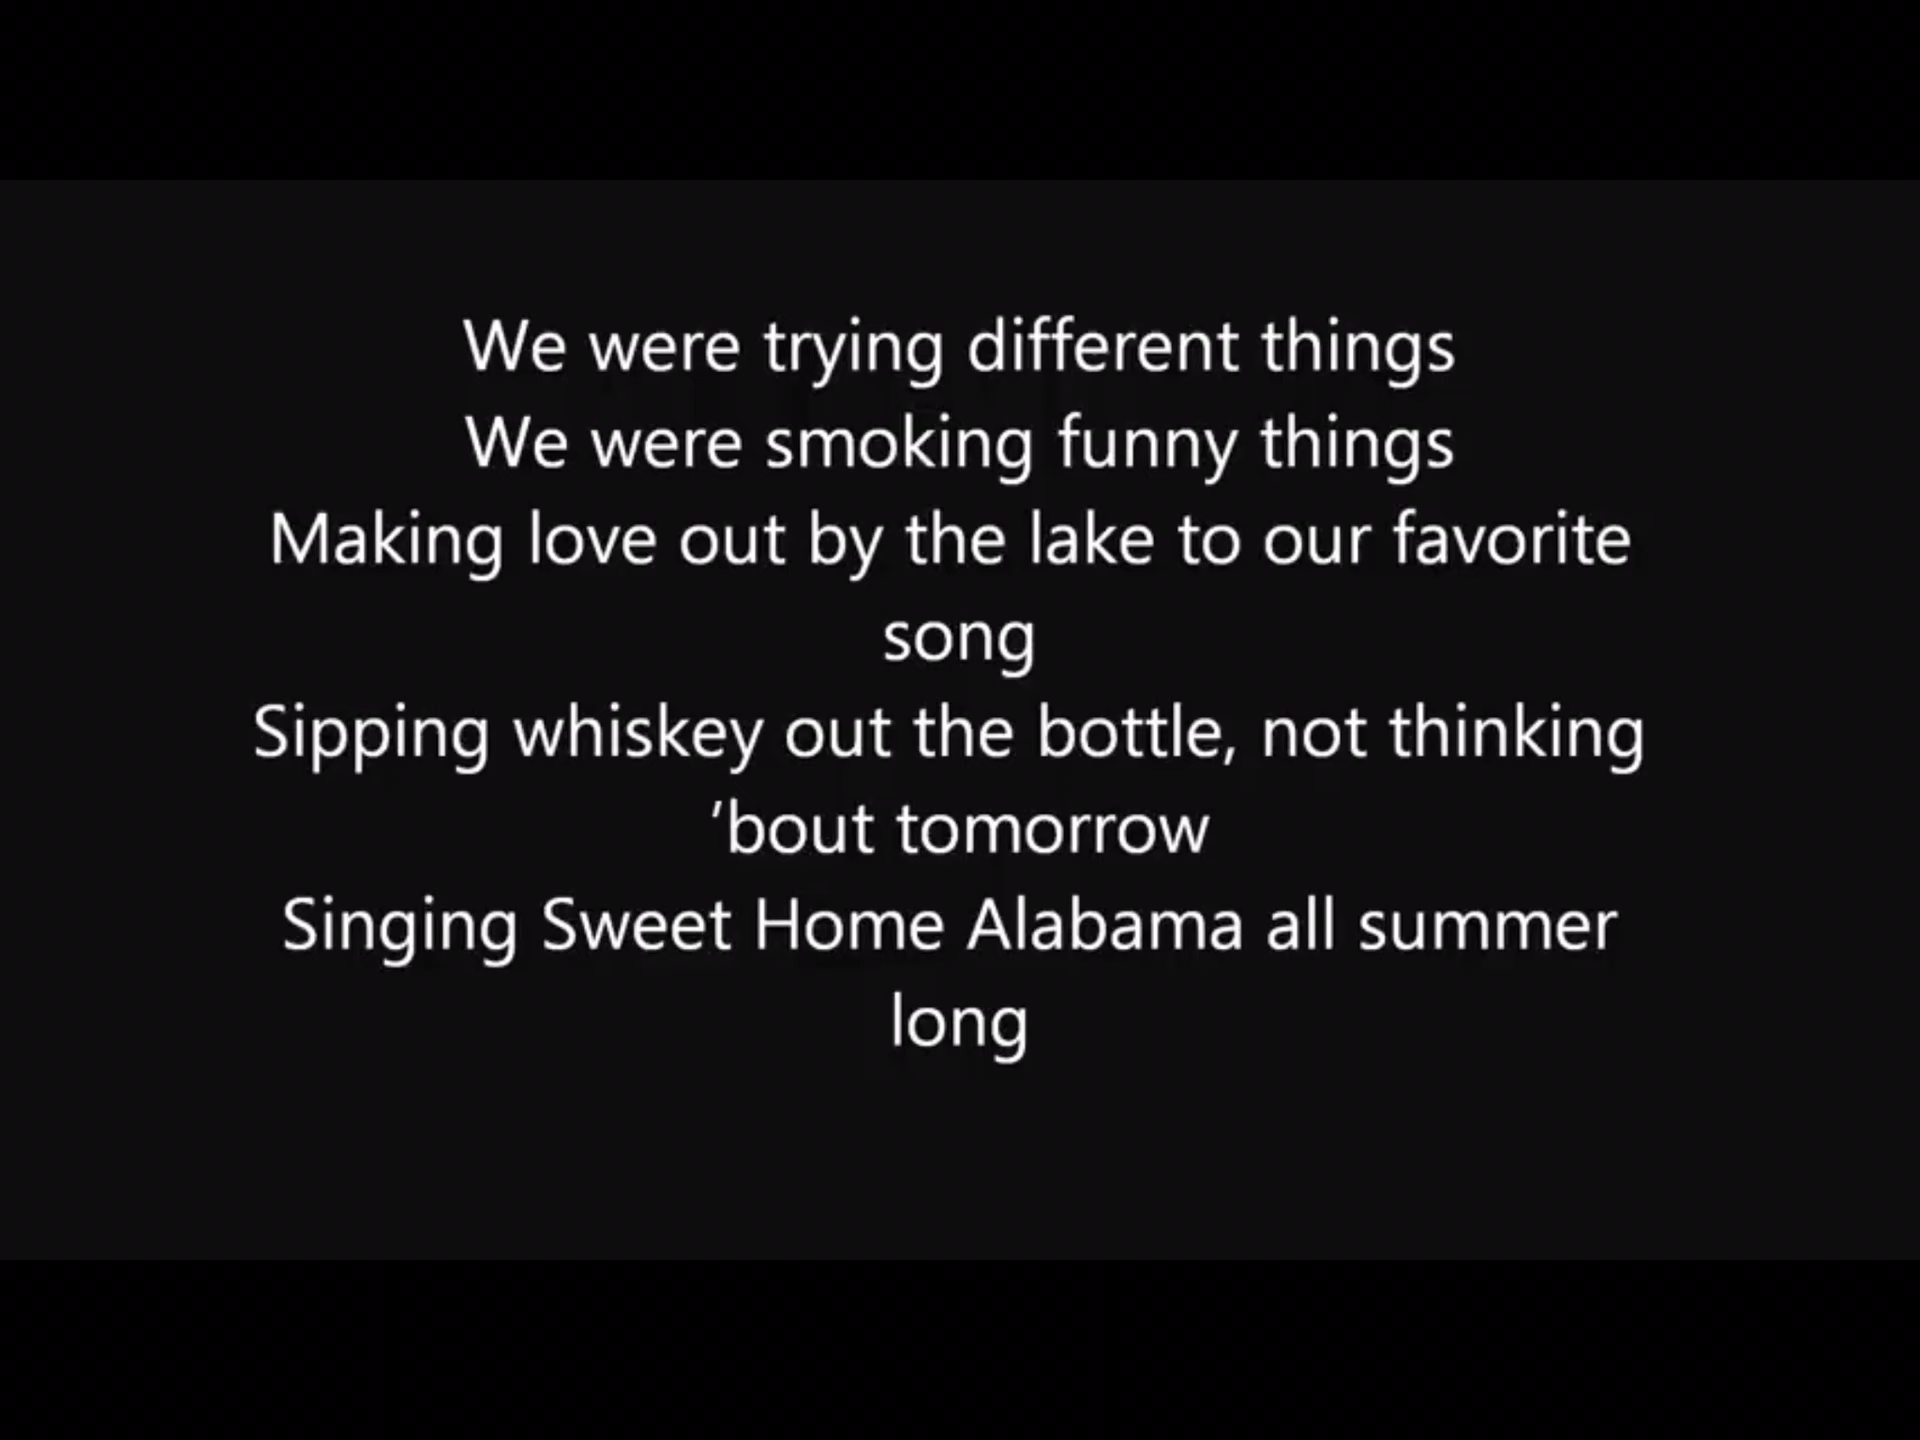 We were trying different things
We were smoking funny things
Making love out by the lake to our favorite
song
Sipping whiskey out the bottle, not thinking
’bout tomorrow
Singing Sweet Home Alabama all summer
long